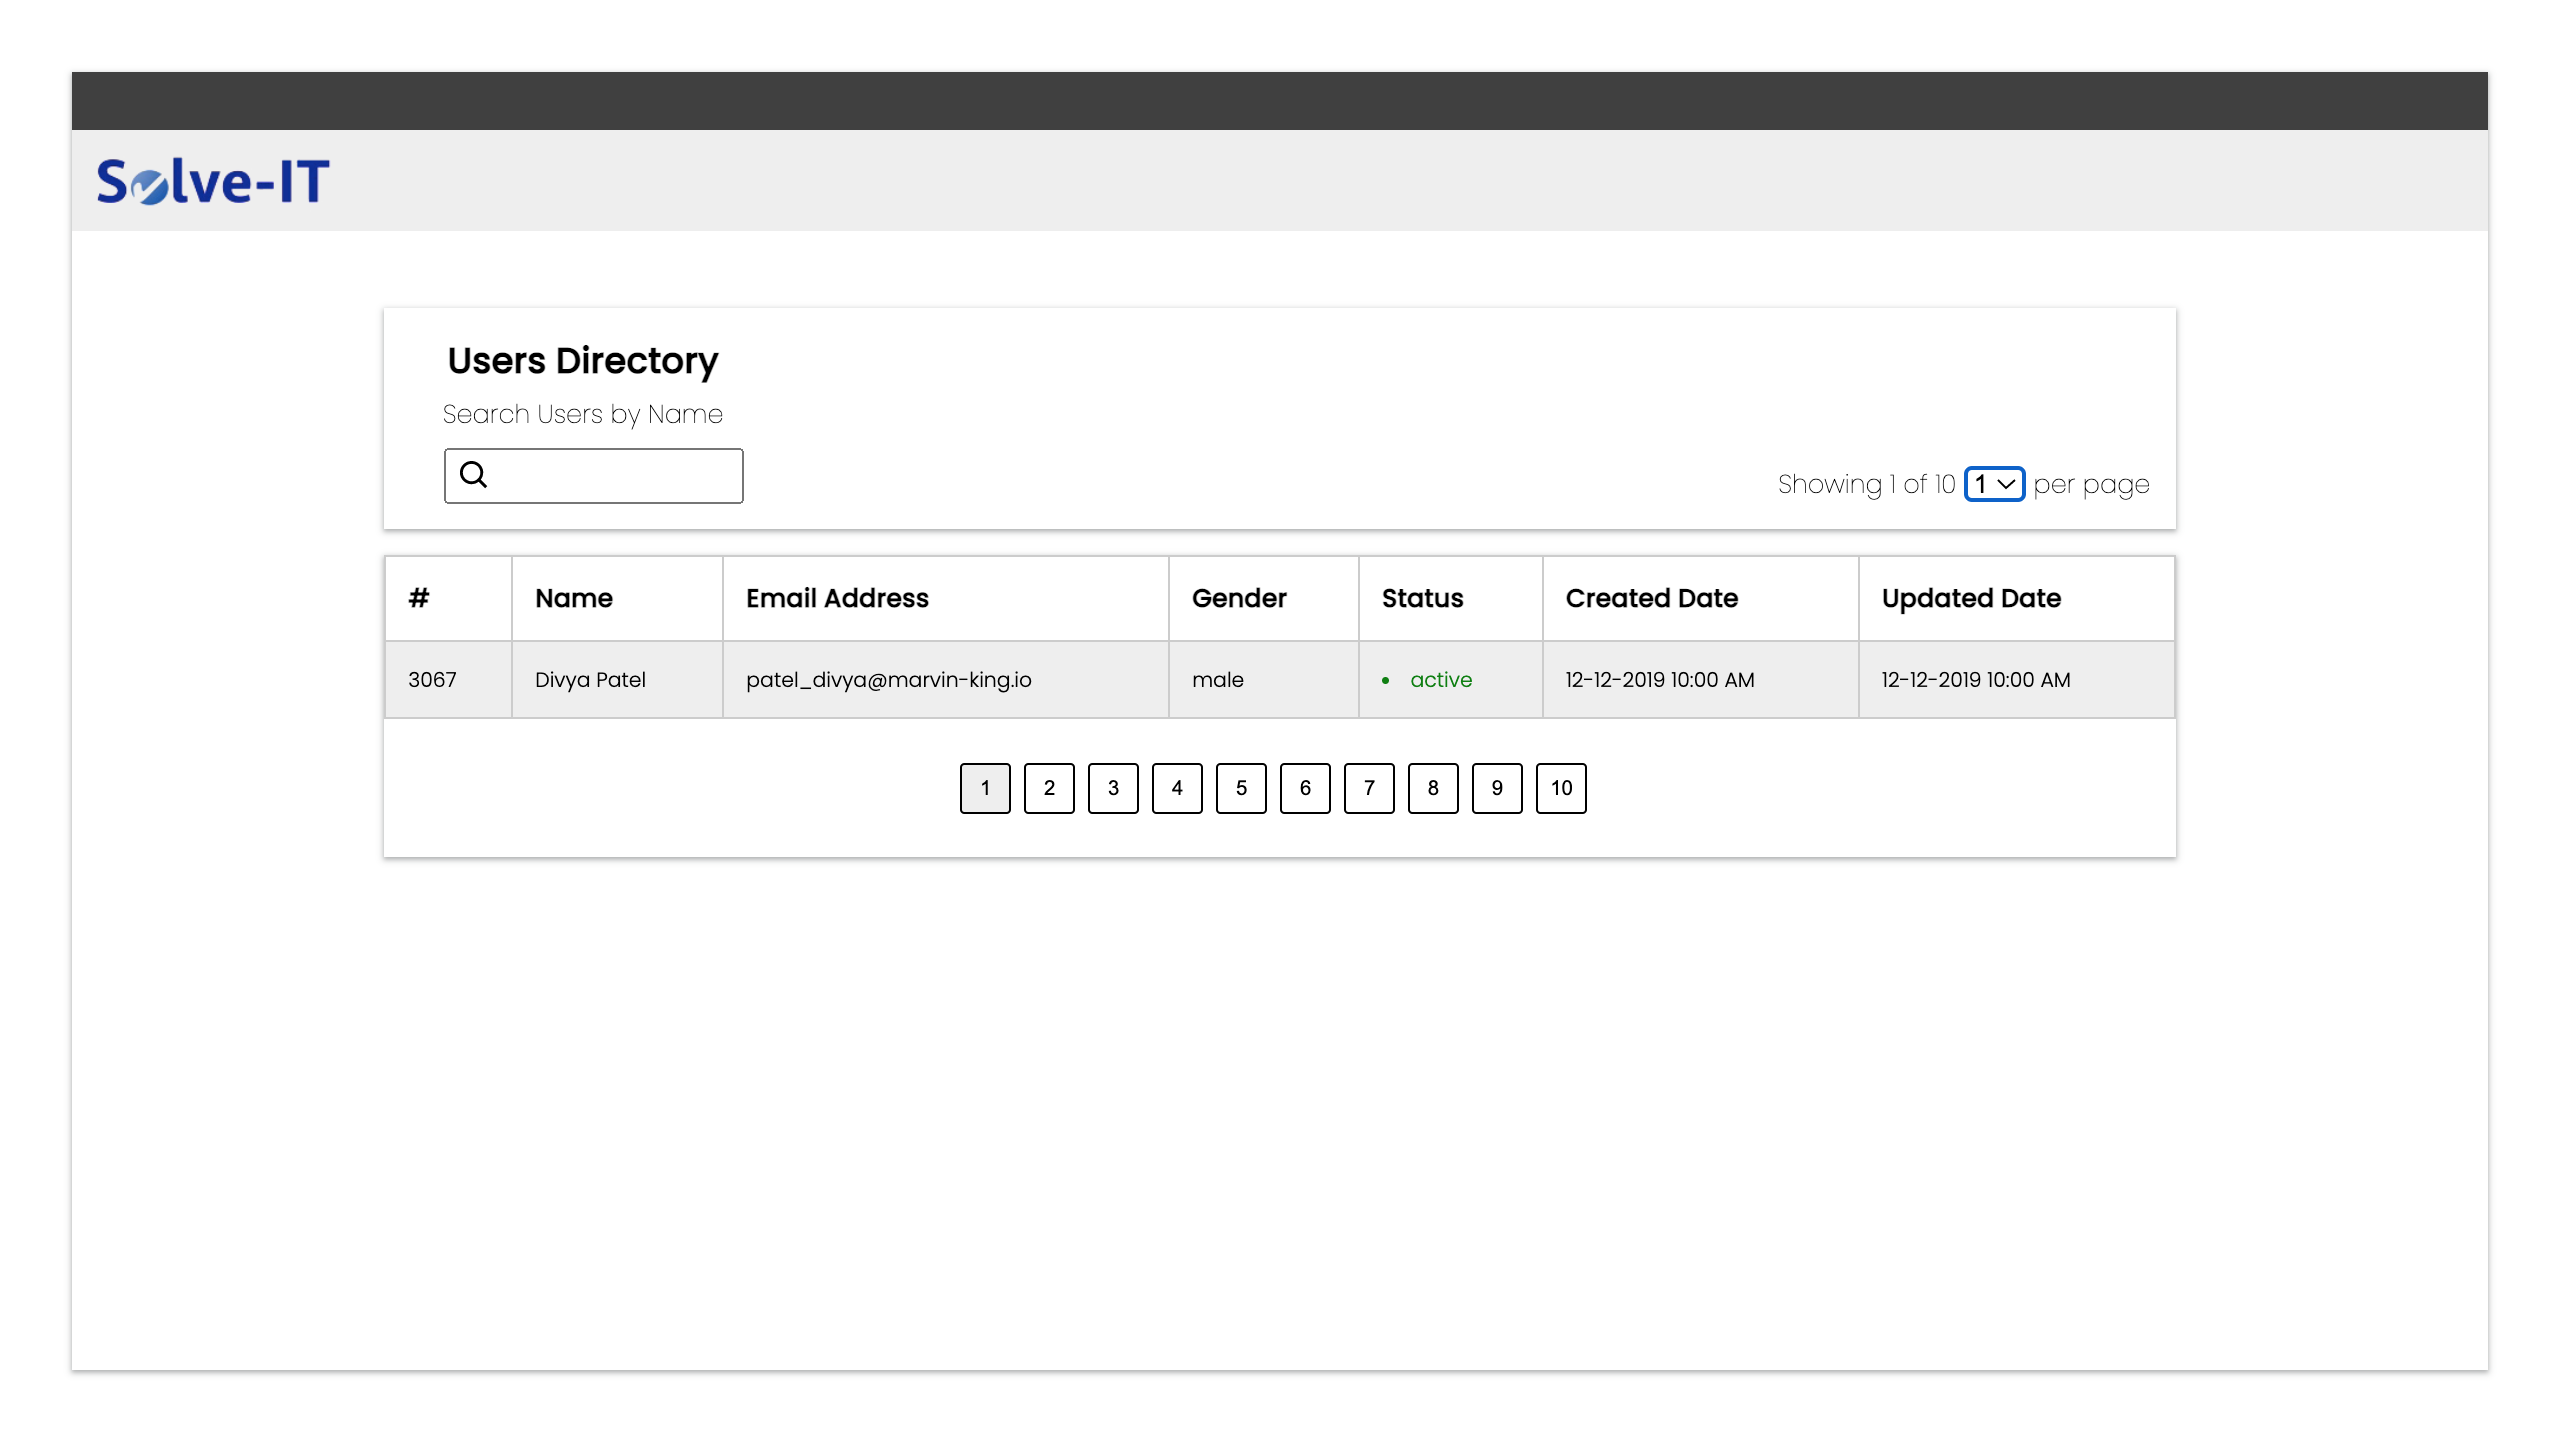 Solve-IT
Users Directory
Search Users by Name
Showing 1 of 10 1 per page
# Name Email Address Gender Status Created Date Updated Date
3067 Divya Patel patel_divya@marvin-king.io male • active 12-12-2019 10:00 AM 12-12-2019 10:00 AM
1 2 3 4 5 6 7 8 9 10